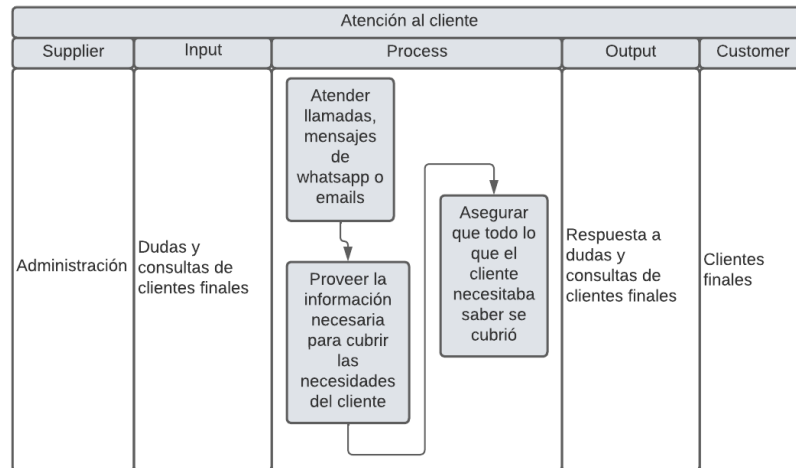 Atención al cliente
Supplier
Input
Process
Output
Customer
Administración
Dudas y
consultas de
clientes finales
Atender
llamadas,
mensajes
de
whatsapp o
emails
Proveer la
información
necesaria
para cubrir
las
necesidades
del cliente
Asegurar
que todo lo
que el
cliente
necesitaba
saber se
cubrió
Respuesta a
dudas y
consultas de
clientes finales
Clientes
finales